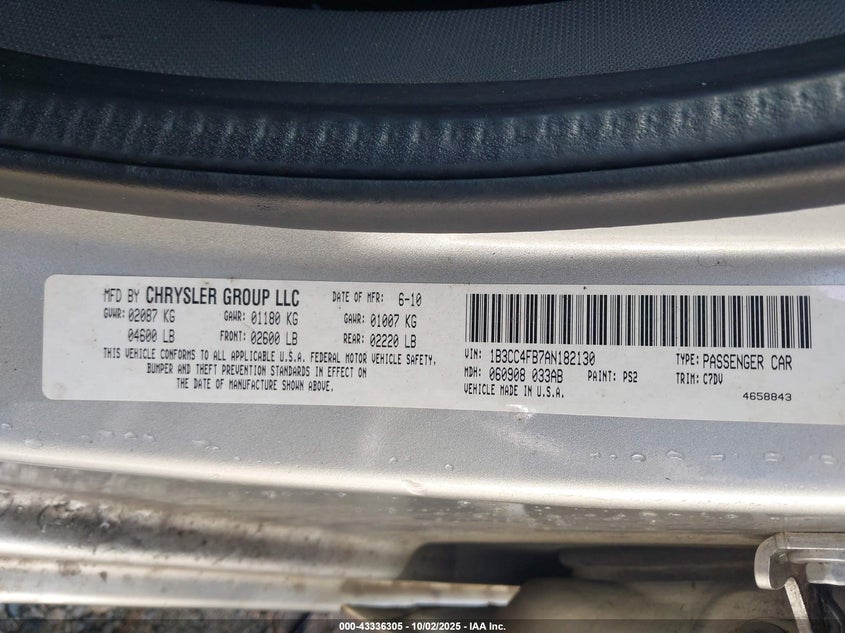 MFD BY CHRYSLER GROUP LLC DATE OF MFR: 6-10
GVWR: 02087 KG GAWR: 01180 KG GAWR: 01007 KG
04600 LB FRONT: 02600 LB REAR: 02220 LB
THIS VEHICLE CONFORMS TO ALL APPLICABLE U.S.A. FEDERAL MOTOR VEHICLE SAFETY,
BUMPER AND THEFT PREVENTION STANDARDS IN EFFECT ON
THE DATE OF MANUFACTURE SHOWN ABOVE.
VIN: 1B3CC4FB7AN182130 TYPE: PASSENGER CAR
MDH: 060908 033AB PAINT: PS2 TRIM: C7DV
VEHICLE MADE IN U.S.A.
4658843
000-43336305 - 10/02/2025 - IAA Inc.